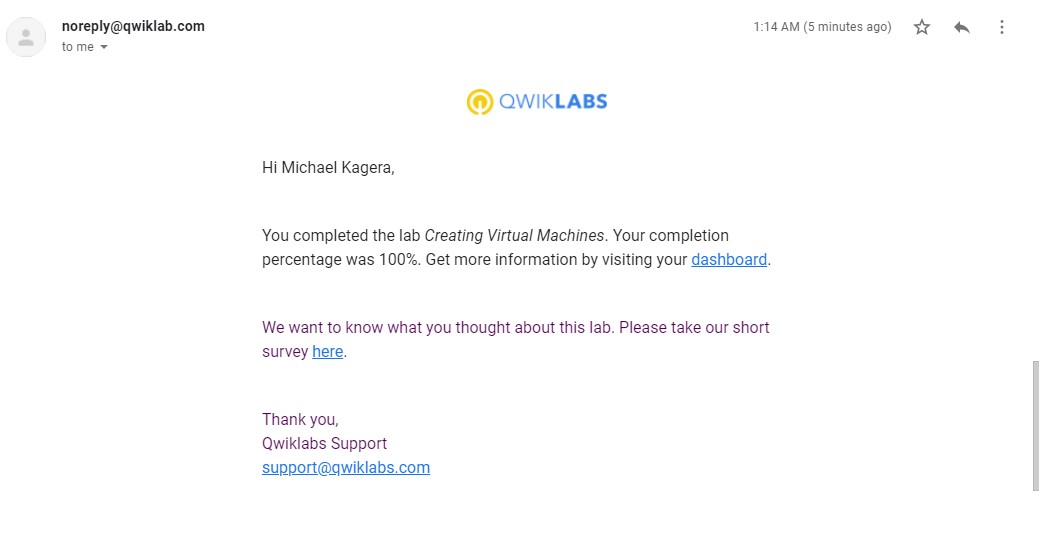 noreply@qwiklab.com
1:14 AM (5 minutes ago)
to me
QWIKLABS
Hi Michael Kagera,
You completed the lab Creating Virtual Machines. Your completion
percentage was 100%. Get more information by visiting your dashboard.
We want to know what you thought about this lab. Please take our short
survey here.
Thank you,
Qwiklabs Support
support@qwiklabs.com